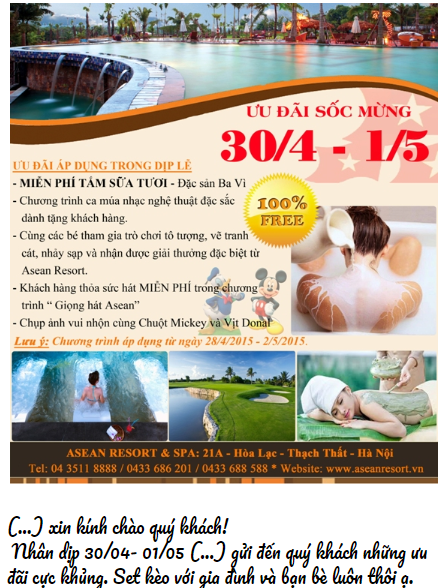 ƯU ĐÃI SỐC MỪNG
30/4 - 1/5
ƯU ĐÃI ÁP DỤNG TRONG DỊP LỄ
- MIỄN PHÍ TẮM SỮA TƯƠI - Đặc sản Ba Vì
- Chương trình ca múa nhạc nghệ thuật đặc sắc
dành tặng khách hàng.
- Cùng các bé tham gia trò chơi tô tượng, vẽ tranh
cát, nhảy sạp và nhận được giải thưởng đặc biệt từ
Asean Resort.
- Khách hàng thỏa sức hát MIỄN PHÍ trong chương
trình “ Giọng hát Asean”
- Chụp ảnh vui nhộn cùng Chuột Mickey và Vịt Donal
Lưu ý: Chương trình áp dụng từ ngày 28/4/2015 - 2/5/2015.
100%
FREE
ASEAN RESORT & SPA: 21A - Hòa Lạc - Thạch Thất - Hà Nội
Tel: 04 3511 8888 / 0433 686 201 / 0433 688 588 * Website: www.aseanresort.vn
(...) xin kính chào quý khách!
Nhân dịp 30/04- 01/05 (...) gửi đến quý khách những ưu
đãi cực khủng. Set kèo với gia đình và bạn bè luôn thôi ạ.